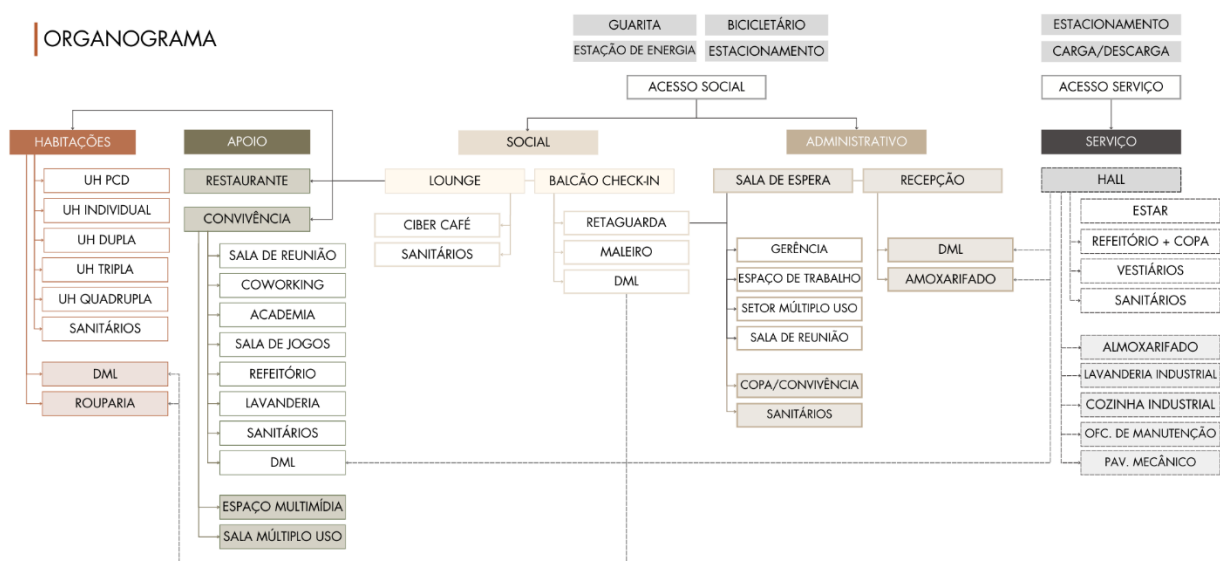 ORGANOGRAMA
GUARITA
BICICLETÁRIO
ESTAÇÃO DE ENERGIA
ESTACIONAMENTO
ESTACIONAMENTO
CARGA/DESCARGA
ACESSO SOCIAL
ACESSO SERVIÇO
HABITAÇÕES
UH PCD
UH INDIVIDUAL
UH DUPLA
UH TRIPLA
UH QUADRUPLA
SANITÁRIOS
DML
ROUPARIA
APOIO
RESTAURANTE
CONVIVÊNCIA
SALA DE REUNIÃO
COWORKING
ACADEMIA
SALA DE JOGOS
REFEITÓRIO
LAVANDERIA
SANITÁRIOS
DML
ESPAÇO MULTIMÍDIA
SALA MÚLTIPLO USO
SOCIAL
LOUNGE
CIBER CAFÉ
SANITÁRIOS
BALCÃO CHECK-IN
RETAGUARDA
MALEIRO
DML
ADMINISTRATIVO
SALA DE ESPERA
GERÊNCIA
ESPAÇO DE TRABALHO
SETOR MÚLTIPLO USO
SALA DE REUNIÃO
COPA/CONVIVÊNCIA
SANITÁRIOS
RECEPÇÃO
DML
AMOXARIFADO
SERVIÇO
HALL
ESTAR
REFEITÓRIO + COPA
VESTIÁRIOS
SANITÁRIOS
ALMOXARIFADO
LAVANDERIA INDUSTRIAL
COZINHA INDUSTRIAL
OFC. DE MANUTENÇÃO
PAV. MECÂNICO